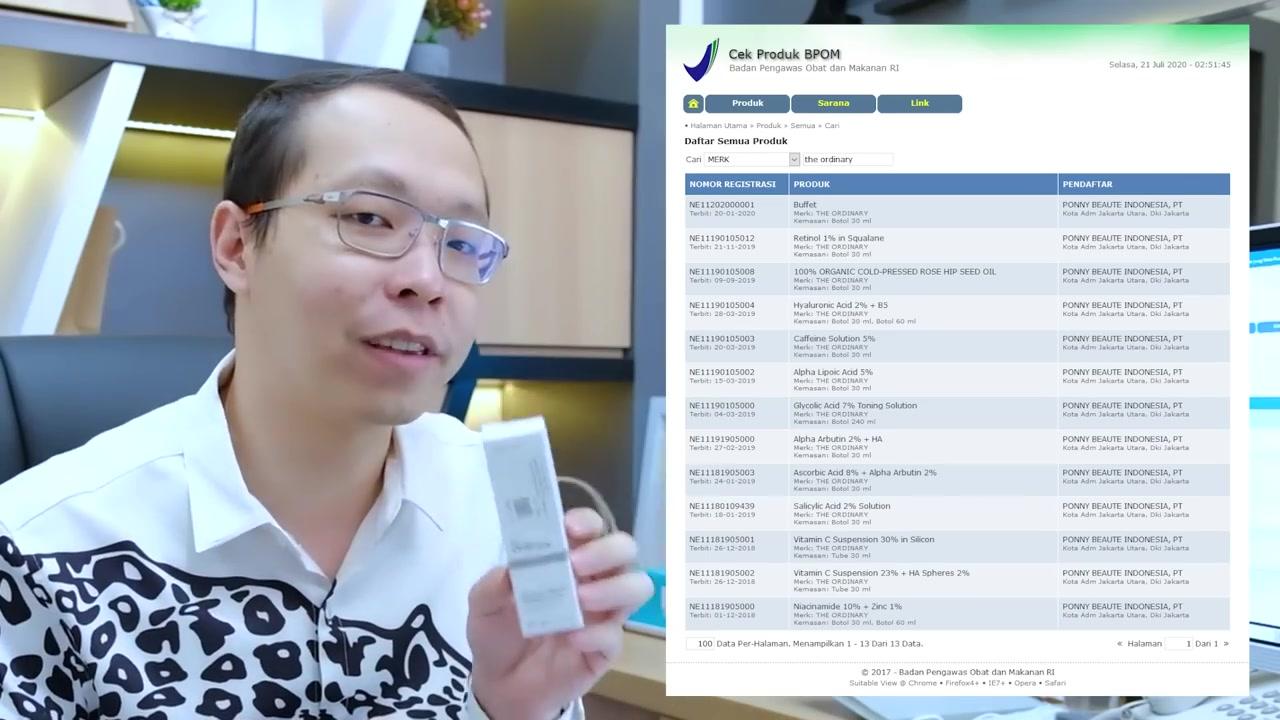 Cek Produk BPOM
Badan Pengawas Obat dan Makanan RI
Selasa, 21 Juli 2020 - 02:51:45
Produk
Sarana
Link
• Halaman Utama » Produk » Semua » Cari
Daftar Semua Produk
Cari MERK the ordinary
NOMOR REGISTRASI PRODUK PENDAFTAR
NE11202000001 Buffet PONNY BEAUTE INDONESIA, PT
Terbit: 20-01-2020 Merk: THE ORDINARY Kota Adm Jakarta Utara, Dki Jakarta
Kemasan: Botol 30 ml
NE11190105012 Retinol 1% in Squalane PONNY BEAUTE INDONESIA, PT
Terbit: 21-11-2019 Merk: THE ORDINARY Kota Adm Jakarta Utara, Dki Jakarta
Kemasan: Botol 30 ml
NE11190105008 100% ORGANIC COLD-PRESSED ROSE HIP SEED OIL PONNY BEAUTE INDONESIA, PT
Terbit: 09-09-2019 Merk: THE ORDINARY Kota Adm Jakarta Utara, Dki Jakarta
Kemasan: Botol 30 ml
NE11190105004 Hyaluronic Acid 2% + B5 PONNY BEAUTE INDONESIA, PT
Terbit: 28-03-2019 Merk: THE ORDINARY Kota Adm Jakarta Utara, Dki Jakarta
Kemasan: Botol 30 ml, Botol 60 ml
NE11190105003 Caffeine Solution 5% PONNY BEAUTE INDONESIA, PT
Terbit: 20-03-2019 Merk: THE ORDINARY Kota Adm Jakarta Utara, Dki Jakarta
Kemasan: Botol 30 ml
NE11190105002 Alpha Lipoic Acid 5% PONNY BEAUTE INDONESIA, PT
Terbit: 15-03-2019 Merk: THE ORDINARY Kota Adm Jakarta Utara, Dki Jakarta
Kemasan: Botol 30 ml
NE11190105000 Glycolic Acid 7% Toning Solution PONNY BEAUTE INDONESIA, PT
Terbit: 04-03-2019 Merk: THE ORDINARY Kota Adm Jakarta Utara, Dki Jakarta
Kemasan: Botol 240 ml
NE11191905000 Alpha Arbutin 2% + HA PONNY BEAUTE INDONESIA, PT
Terbit: 27-02-2019 Merk: THE ORDINARY Kota Adm Jakarta Utara, Dki Jakarta
Kemasan: Botol 30 ml
NE11181905003 Ascorbic Acid 8% + Alpha Arbutin 2% PONNY BEAUTE INDONESIA, PT
Terbit: 24-01-2019 Merk: THE ORDINARY Kota Adm Jakarta Utara, Dki Jakarta
Kemasan: Botol 30 ml
NE11180109439 Salicylic Acid 2% Solution PONNY BEAUTE INDONESIA, PT
Terbit: 18-01-2019 Merk: THE ORDINARY Kota Adm Jakarta Utara, Dki Jakarta
Kemasan: Botol 30 ml
NE11181905001 Vitamin C Suspension 30% in Silicon PONNY BEAUTE INDONESIA, PT
Terbit: 26-12-2018 Merk: THE ORDINARY Kota Adm Jakarta Utara, Dki Jakarta
Kemasan: Tube 30 ml
NE11181905002 Vitamin C Suspension 23% + HA Spheres 2% PONNY BEAUTE INDONESIA, PT
Terbit: 26-12-2018 Merk: THE ORDINARY Kota Adm Jakarta Utara, Dki Jakarta
Kemasan: Tube 30 ml
NE11181905000 Niacinamide 10% + Zinc 1% PONNY BEAUTE INDONESIA, PT
Terbit: 01-12-2018 Merk: THE ORDINARY Kota Adm Jakarta Utara, Dki Jakarta
Kemasan: Botol 30 ml, Botol 60 ml
100 Data Per-Halaman. Menampilkan 1 - 13 Dari 13 Data. « Halaman 1 Dari 1 »
© 2017 - Badan Pengawas Obat dan Makanan RI
Suitable View @ Chrome • Firefox4+ • IE7+ • Opera • Safari